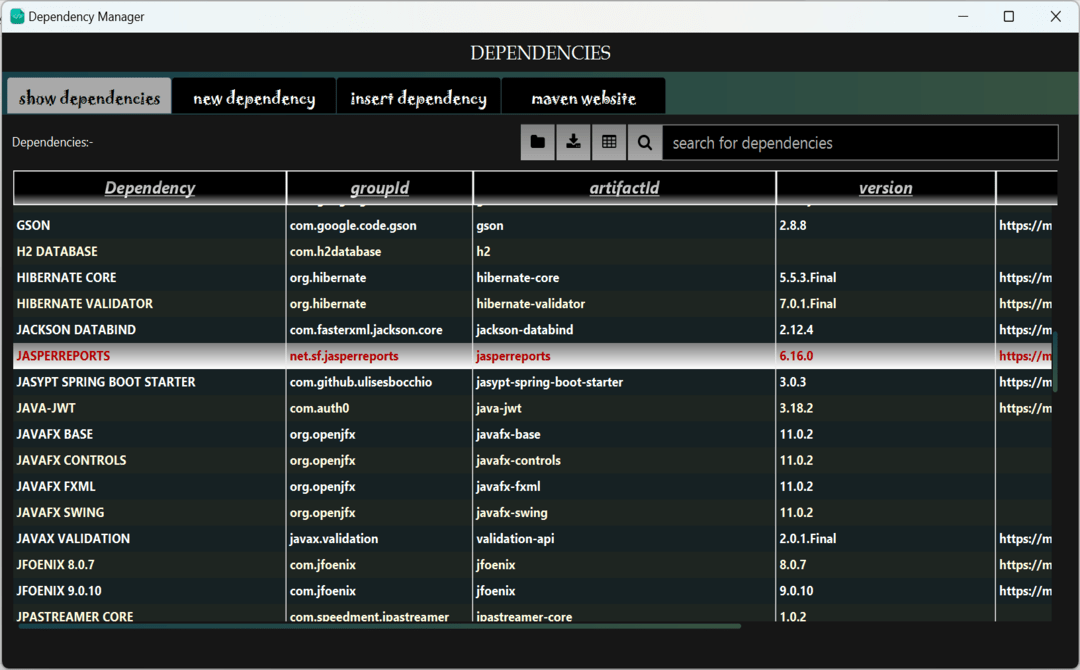 Dependency Manager
DEPENDENCIES
show dependencies new dependency insert dependency maven website
Dependencies:- search for dependencies
Dependency groupId artifactId version
GSON com.google.code.gson gson 2.8.8 https://m
H2 DATABASE com.h2database h2
HIBERNATE CORE org.hibernate hibernate-core 5.5.3.Final https://m
HIBERNATE VALIDATOR org.hibernate hibernate-validator 7.0.1.Final https://m
JACKSON DATABIND com.fasterxml.jackson.core jackson-databind 2.12.4 https://m
JASPERREPORTS net.sf.jasperreports jasperreports 6.16.0 https://m
JASYPT SPRING BOOT STARTER com.github.ulisesbocchio jasypt-spring-boot-starter 3.0.3 https://m
JAVA-JWT com.auth0 java-jwt 3.18.2 https://m
JAVAFX BASE org.openjfx javafx-base 11.0.2
JAVAFX CONTROLS org.openjfx javafx-controls 11.0.2
JAVAFX FXML org.openjfx javafx-fxml 11.0.2
JAVAFX SWING org.openjfx javafx-swing 11.0.2
JAVAX VALIDATION javax.validation validation-api 2.0.1.Final https://m
JFOENIX 8.0.7 com.jfoenix jfoenix 8.0.7 https://m
JFOENIX 9.0.10 com.jfoenix jfoenix 9.0.10 https://m
JPASTREAMER CORE com.speedment.jpastreamer jpastreamer-core 1.0.2